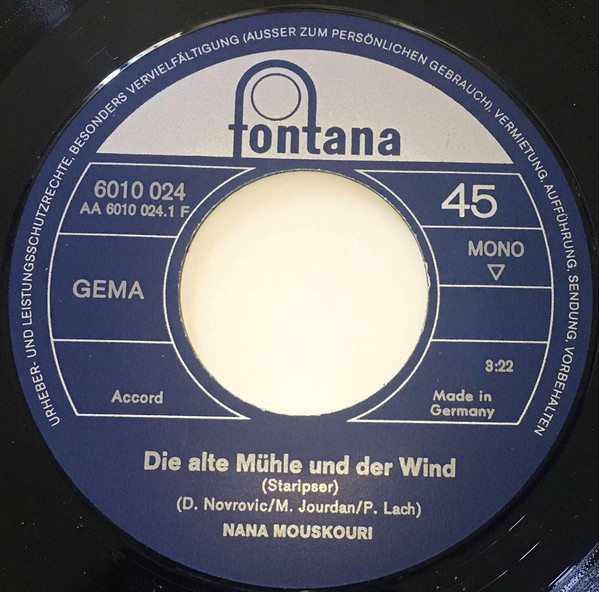 URHEBER- UND LEISTUNGSSCHUTZRECHTE, BESONDERS VERVIELFÄLTIGUNG (AUSSER ZUM PERSÖNLICHEN GEBRAUCH), VERMIETUNG, AUFFÜHRUNG, SENDUNG, VORBEHALTEN
fontana
6010 024
AA 6010 024.1 F
45
MONO
GEMA
3:22
Accord
Made in
Germany
Die alte Mühle und der Wind
(Staripser)
(D. Novrovic/M. Jourdan/P. Lach)
NANA MOUSKOURI